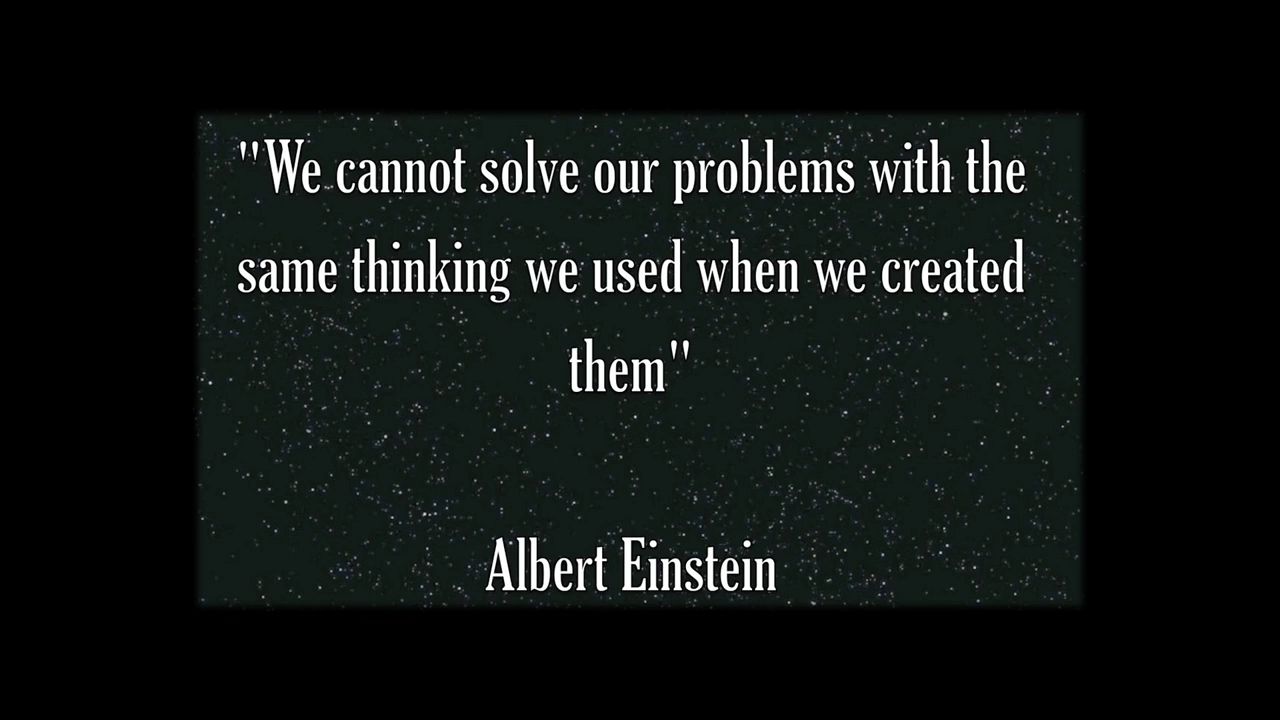 "We cannot solve our problems with the
same thinking we used when we created
them"
Albert Einstein